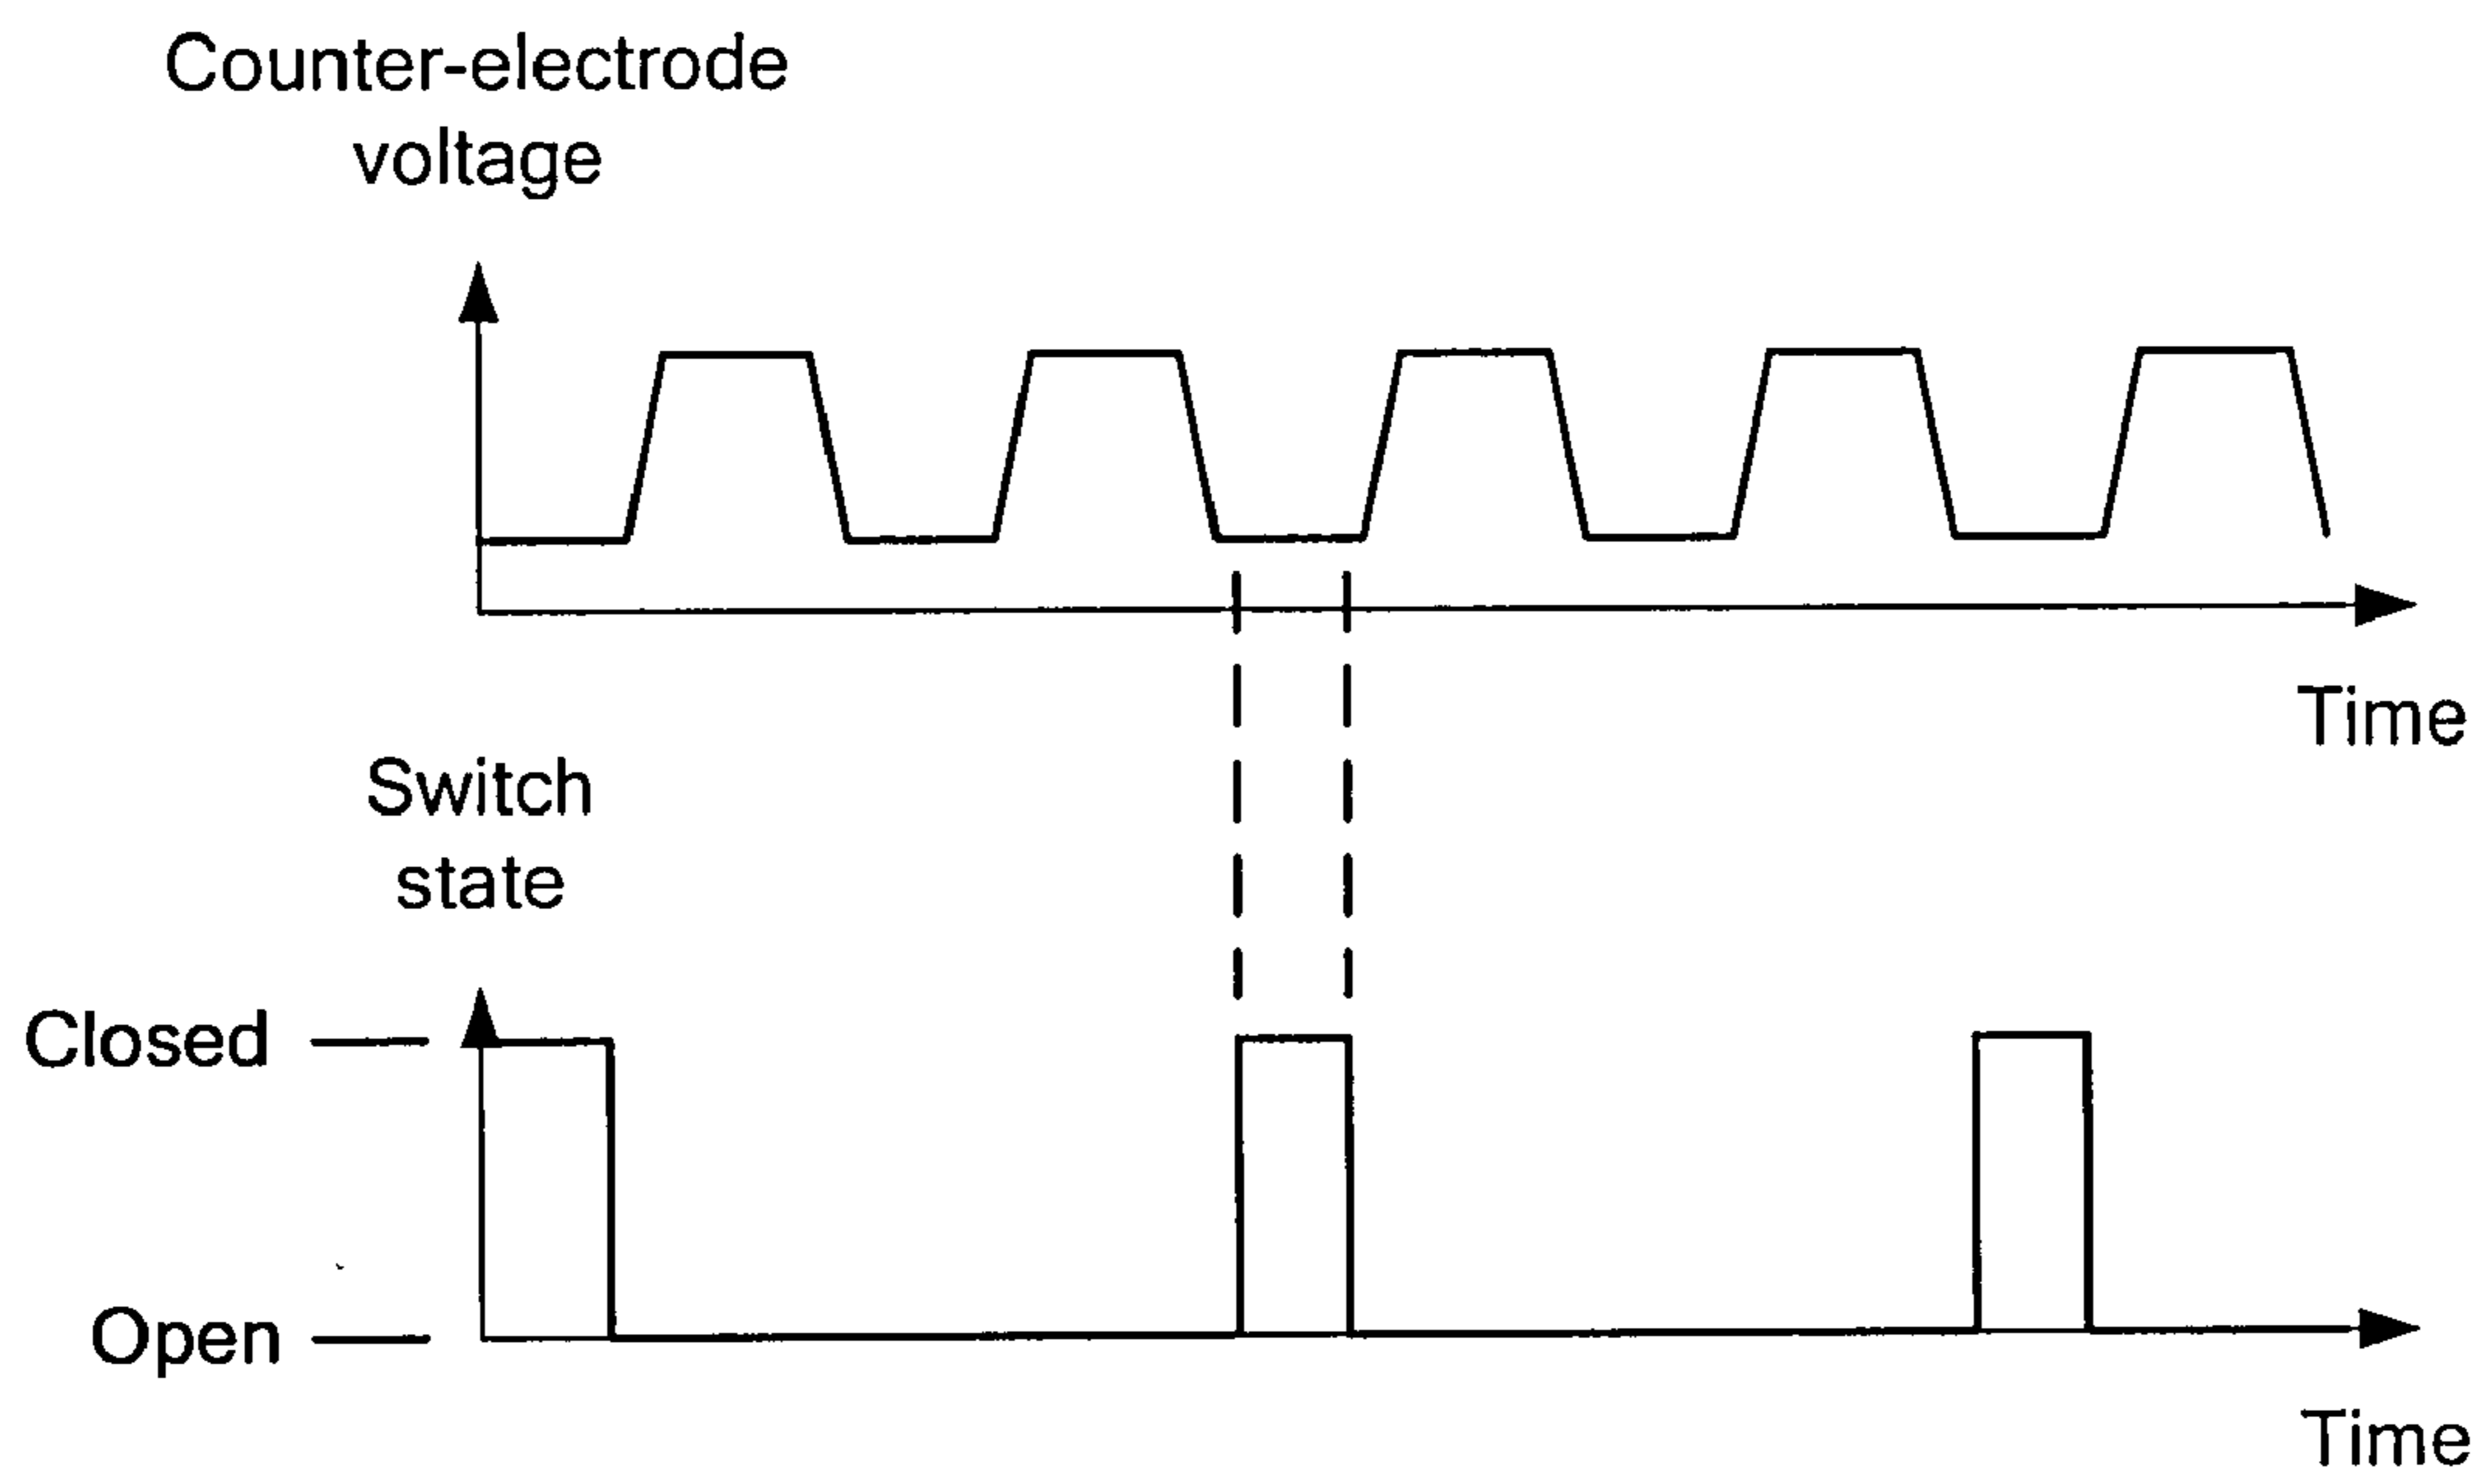 Counter-electrode
voltage
Time
Switch
state
Closed
Open
Time